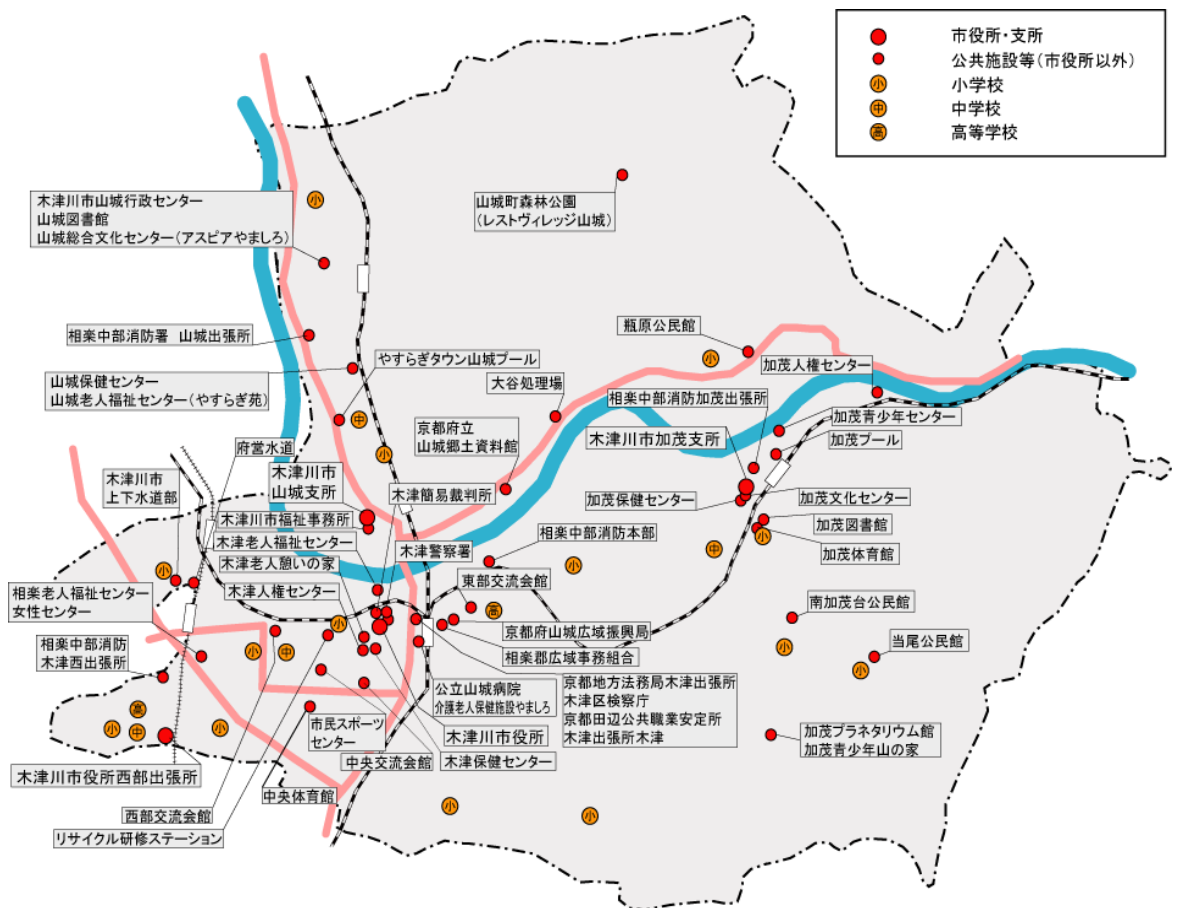 市役所・支所
公共施設等(市役所以外)
小 小学校
中 中学校
高 高等学校
山城町森林公園
(レストヴィレッジ山城)
小
木津川市山城行政センター
山城図書館
山城総合文化センター(アスピアやましろ)
相楽中部消防署 山城出張所
瓶原公民館
やすらぎタウン山城プール
小
加茂人権センター
山城保健センター
山城老人福祉センター(やすらぎ苑)
大谷処理場
相楽中部消防加茂出張所
中
京都府立
山城郷土資料館
加茂青少年センター
木津川市加茂支所
加茂プール
府営水道
小
木津川市
上下水道部
木津川市
山城支所
木津簡易裁判所
加茂保健センター
加茂文化センター
木津川市福祉事務所
加茂図書館
木津老人福祉センター
木津警察署
相楽中部消防本部
小
加茂体育館
中
木津老人憩いの家
小
小
東部交流会館
木津人権センター
相楽老人福祉センター
女性センター
高
南加茂台公民館
小
京都府山城広域振興局
小
当尾公民館
小
相楽中部消防
木津西出張所
小
中
相楽郡広域事務組合
公立山城病院
介護老人保健施設やましろ
京都地方法務局木津出張所
木津区検察庁
京都田辺公共職業安定所
木津出張所木津
高
小
中
小
市民スポーツ
センター
木津川市役所
加茂プラネタリウム館
加茂青少年山の家
木津川市役所西部出張所
中央交流会館
木津保健センター
中央体育館
西部交流会館
小
小
リサイクル研修ステーション